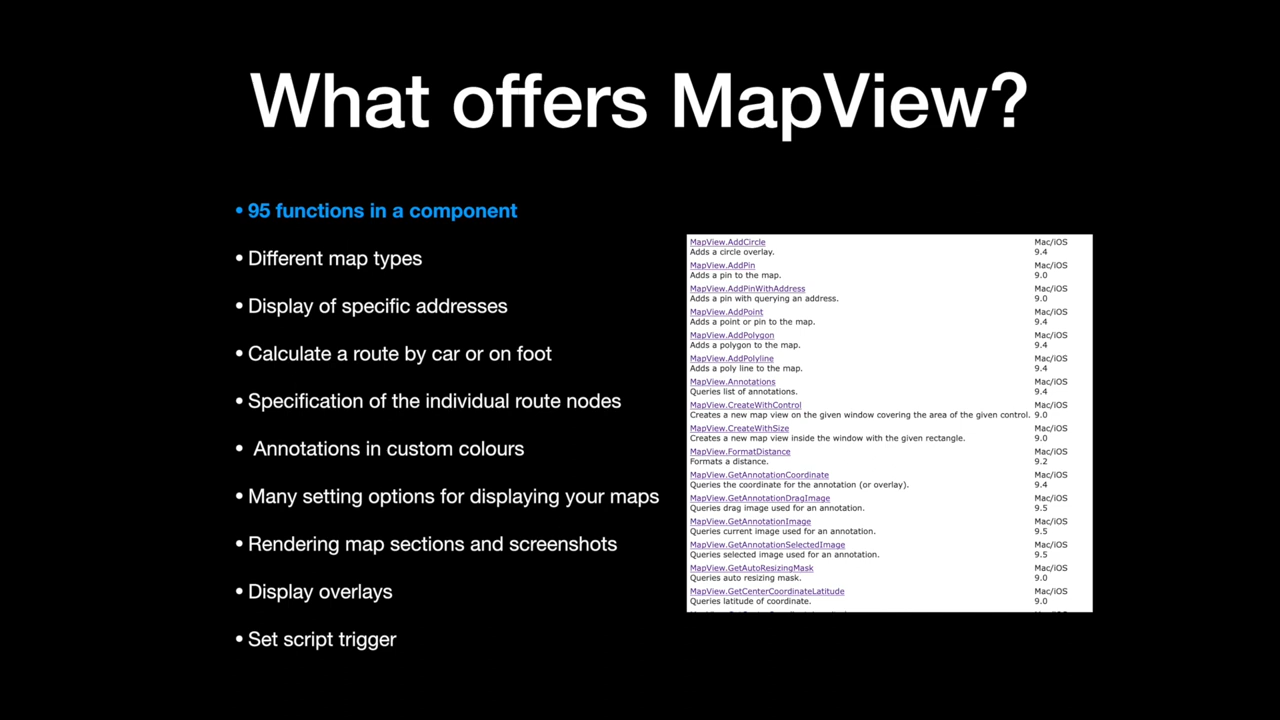 What offers MapView?
• 95 functions in a component
• Different map types
• Display of specific addresses
• Calculate a route by car or on foot
• Specification of the individual route nodes
• Annotations in custom colours
• Many setting options for displaying your maps
• Rendering map sections and screenshots
• Display overlays
• Set script trigger
MapView.AddCircle Mac/iOS
Adds a circle overlay. 9.4
MapView.AddPin Mac/iOS
Adds a pin to the map. 9.0
MapView.AddPinWithAddress Mac/iOS
Adds a pin with querying an address. 9.0
MapView.AddPoint Mac/iOS
Adds a point or pin to the map. 9.4
MapView.AddPolygon Mac/iOS
Adds a polygon to the map. 9.4
MapView.AddPolyline Mac/iOS
Adds a poly line to the map. 9.4
MapView.Annotations Mac/iOS
Queries list of annotations. 9.4
MapView.CreateWithControl Mac/iOS
Creates a new map view on the given window covering the area of the given control. 9.0
MapView.CreateWithSize Mac/iOS
Creates a new map view inside the window with the given rectangle. 9.0
MapView.FormatDistance Mac/iOS
Formats a distance. 9.2
MapView.GetAnnotationCoordinate Mac/iOS
Queries the coordinate for the annotation (or overlay). 9.4
MapView.GetAnnotationDragImage Mac/iOS
Queries drag image used for an annotation. 9.5
MapView.GetAnnotationImage Mac/iOS
Queries current image used for an annotation. 9.5
MapView.GetAnnotationSelectedImage Mac/iOS
Queries selected image used for an annotation. 9.5
MapView.GetAutoResizingMask Mac/iOS
Queries auto resizing mask. 9.0
MapView.GetCenterCoordinateLatitude Mac/iOS
Queries latitude of coordinate. 9.0